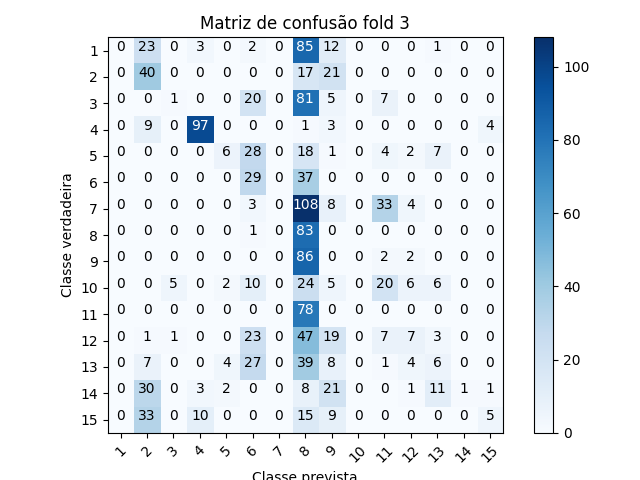 Matriz de confusão fold 3
Classe verdadeira
1 0 23 0 3 0 2 0 85 12 0 0 0 1 0 0
2 0 40 0 0 0 0 0 17 21 0 0 0 0 0 0
3 0 0 1 0 0 20 0 81 5 0 7 0 0 0 0
4 0 9 0 97 0 0 0 1 3 0 0 0 0 0 4
5 0 0 0 0 6 28 0 18 1 0 4 2 7 0 0
6 0 0 0 0 0 29 0 37 0 0 0 0 0 0 0
7 0 0 0 0 0 3 0 108 8 0 33 4 0 0 0
8 0 0 0 0 0 1 0 83 0 0 0 0 0 0 0
9 0 0 0 0 0 0 0 86 0 0 2 2 0 0 0
10 0 0 5 0 2 10 0 24 5 0 20 6 6 0 0
11 0 0 0 0 0 0 0 78 0 0 0 0 0 0 0
12 0 1 1 0 0 23 0 47 19 0 7 7 3 0 0
13 0 7 0 0 4 27 0 39 8 0 1 4 6 0 0
14 0 30 0 3 2 0 0 8 21 0 0 1 11 1 1
15 0 33 0 10 0 0 0 15 9 0 0 0 0 0 5
1 2 3 4 5 6 7 8 9 10 11 12 13 14 15
Classe prevista
100
80
60
40
20
0